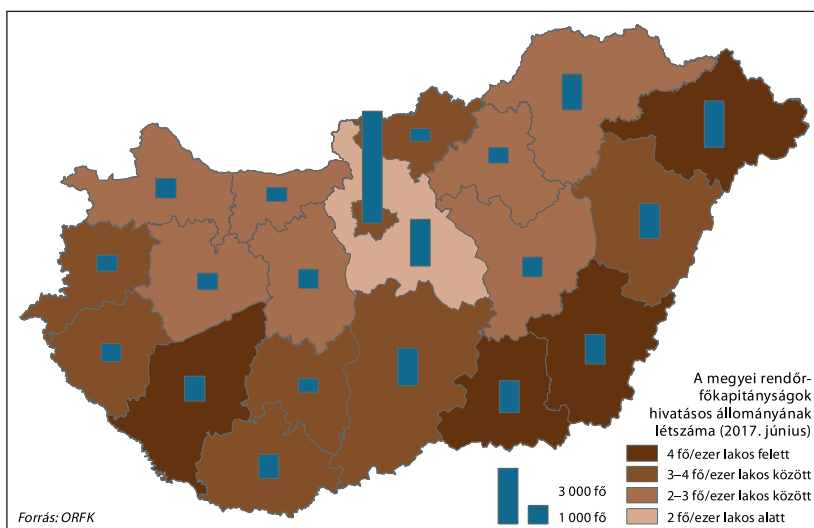 A megyei rendőr-
főkapitányságok
hivatásos állományának
létszáma (2017. június)
4 fő/ezer lakos felett
3–4 fő/ezer lakos között
2–3 fő/ezer lakos között
2 fő/ezer lakos alatt
3 000 fő
1 000 fő
Forrás: ORFK